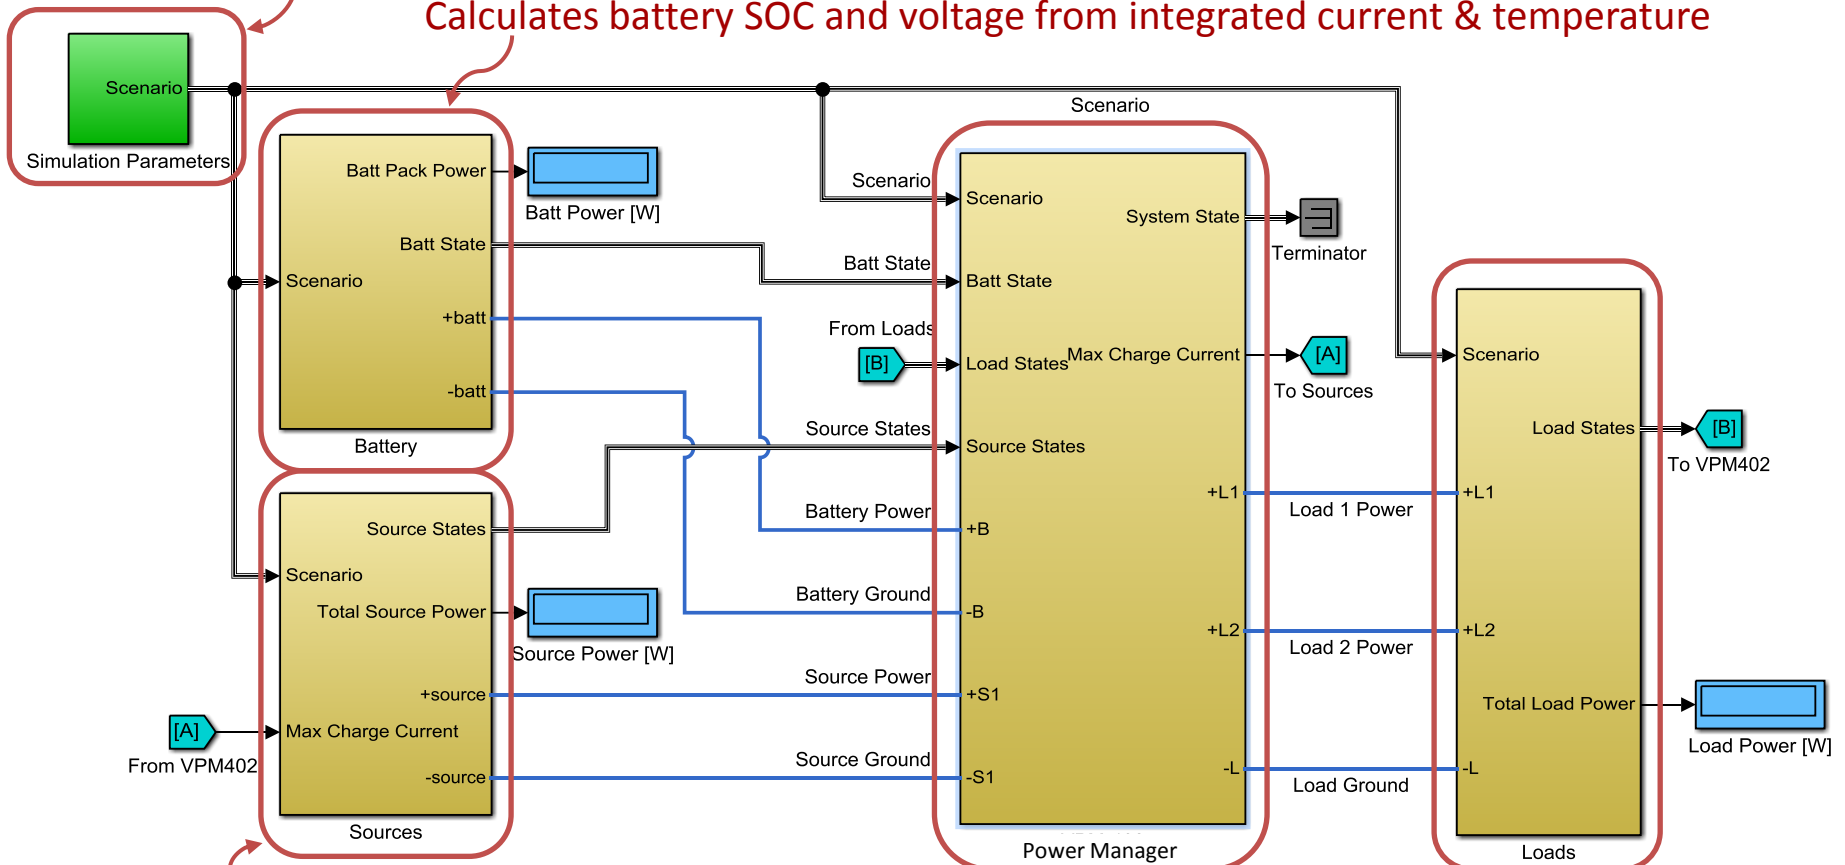 Calculates battery SOC and voltage from integrated current & temperature
Scenario
Simulation Parameters
Scenario
Batt Pack Power
Batt Power [W]
Batt State
Scenario
+batt
-batt
Battery
Source States
Scenario
Total Source Power
Source Power [W]
+source
[A]
Max Charge Current
From VPM402
-source
Sources
Scenario
Batt State
From Loads
[B]
Source States
Battery Power
Battery Ground
Source Power
Source Ground
Scenario
System State
Batt State
Load States
Max Charge Current
Source States
+L1
+B
-B
+L2
+S1
-L
-S1
Power Manager
Terminator
[A]
To Sources
Load 1 Power
Load 2 Power
Load Ground
Scenario
Load States
[B]
To VPM402
+L1
+L2
Total Load Power
Load Power [W]
-L
Loads